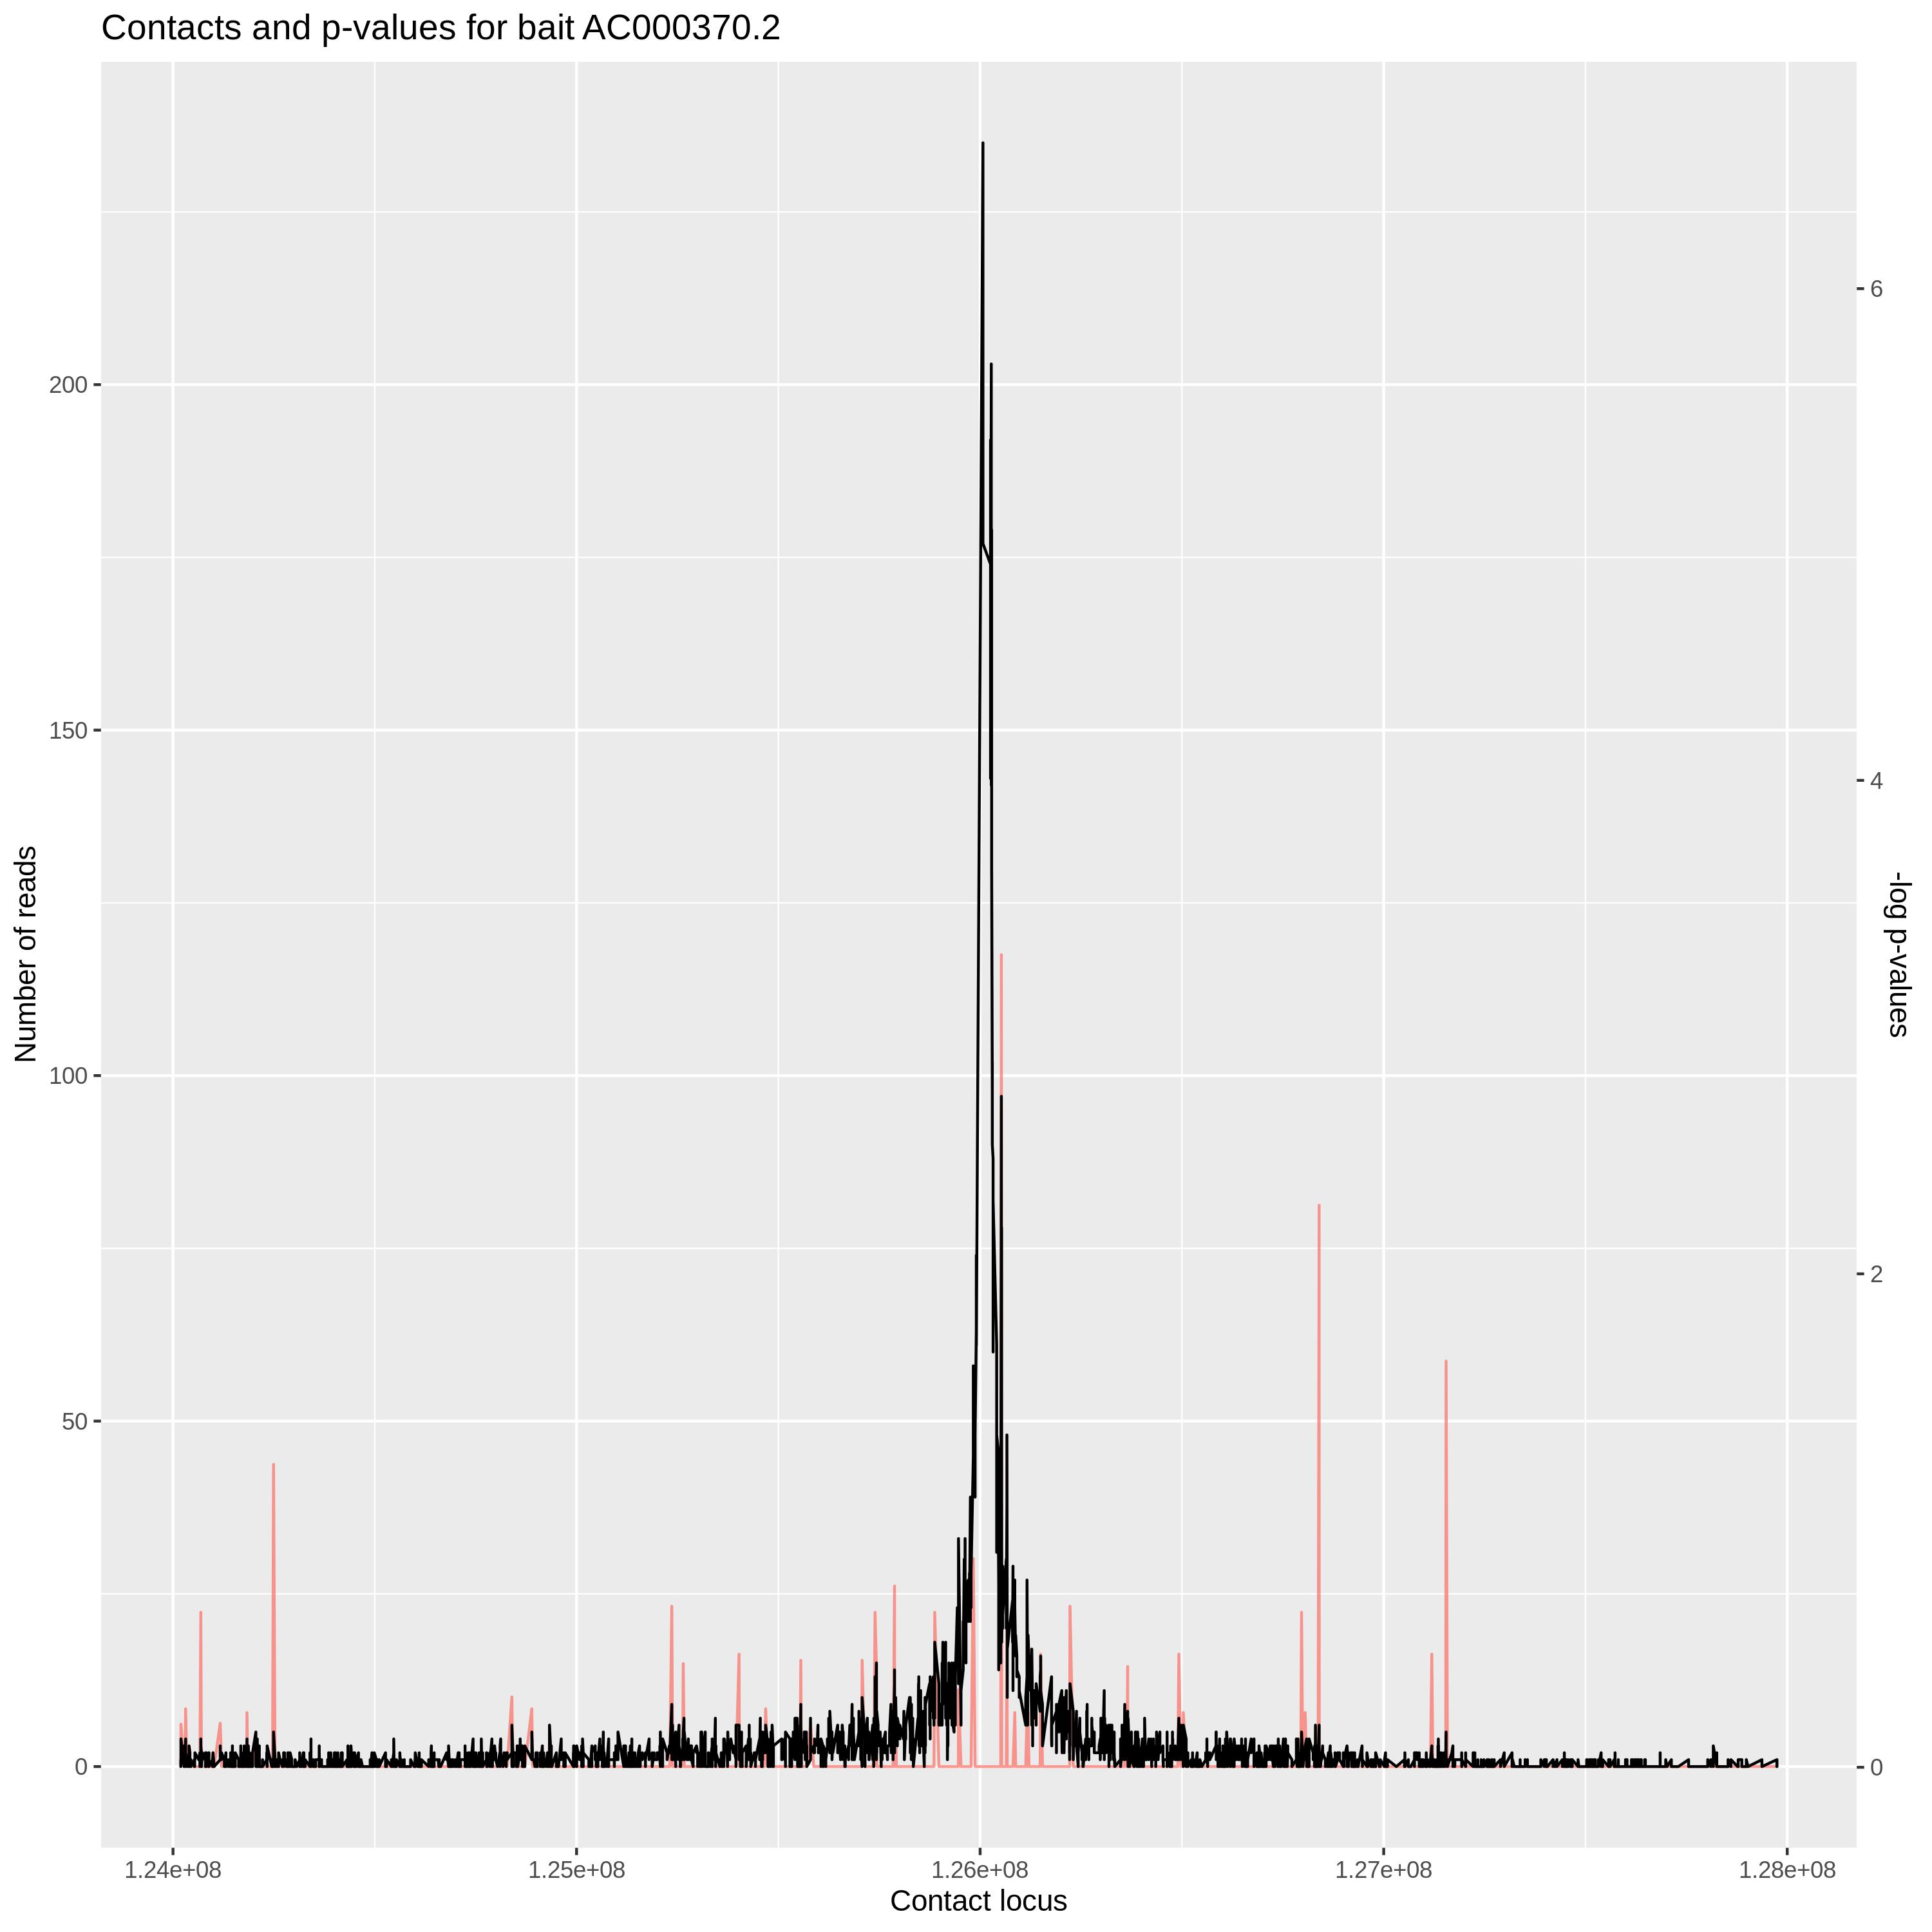 Contacts and p-values for bait AC000370.2
Number of reads
200
150
100
50
0
6
4
2
0
-log p-values
1.24e+08
1.25e+08
1.26e+08
1.27e+08
1.28e+08
Contact locus